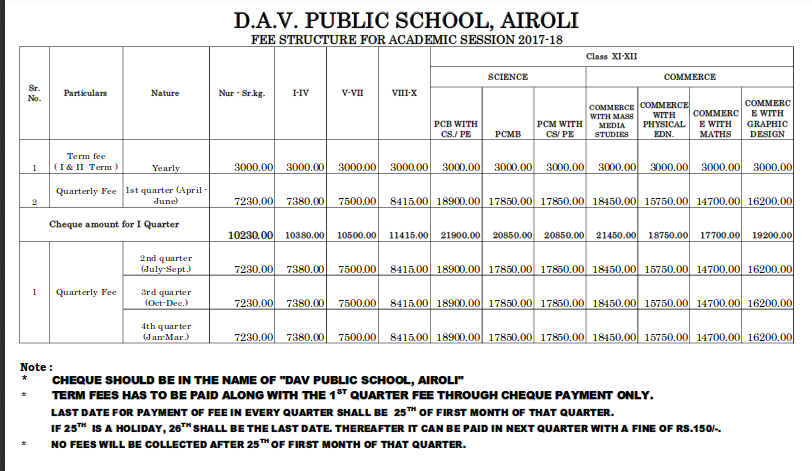 D.A.V. PUBLIC SCHOOL, AIROLI
FEE STRUCTURE FOR ACADEMIC SESSION 2017-18
Class XI-XII
SCIENCE COMMERCE
Sr. No. Particulars Nature Nur - Sr.kg. I-IV V-VII VIII-X PCB WITH CS./ PE PCMB PCM WITH CS/ PE COMMERCE WITH MASS MEDIA STUDIES COMMERCE WITH PHYSICAL EDN. COMMERC E WITH MATHS COMMERC E WITH GRAPHIC DESIGN
1 Term fee ( I & II Term ) Yearly 3000.00 3000.00 3000.00 3000.00 3000.00 3000.00 3000.00 3000.00 3000.00 3000.00 3000.00
2 Quarterly Fee 1st quarter (April - June) 7230.00 7380.00 7500.00 8415.00 18900.00 17850.00 17850.00 18450.00 15750.00 14700.00 16200.00
Cheque amount for I Quarter 10230.00 10380.00 10500.00 11415.00 21900.00 20850.00 20850.00 21450.00 18750.00 17700.00 19200.00
1 Quarterly Fee 2nd quarter (July-Sept.) 7230.00 7380.00 7500.00 8415.00 18900.00 17850.00 17850.00 18450.00 15750.00 14700.00 16200.00
3rd quarter (Oct-Dec.) 7230.00 7380.00 7500.00 8415.00 18900.00 17850.00 17850.00 18450.00 15750.00 14700.00 16200.00
4th quarter (Jan-Mar.) 7230.00 7380.00 7500.00 8415.00 18900.00 17850.00 17850.00 18450.00 15750.00 14700.00 16200.00
Note :
* CHEQUE SHOULD BE IN THE NAME OF "DAV PUBLIC SCHOOL, AIROLI"
* TERM FEES HAS TO BE PAID ALONG WITH THE 1ST QUARTER FEE THROUGH CHEQUE PAYMENT ONLY.
LAST DATE FOR PAYMENT OF FEE IN EVERY QUARTER SHALL BE 25TH OF FIRST MONTH OF THAT QUARTER.
IF 25TH IS A HOLIDAY, 26TH SHALL BE THE LAST DATE. THEREAFTER IT CAN BE PAID IN NEXT QUARTER WITH A FINE OF RS.150/-.
* NO FEES WILL BE COLLECTED AFTER 25TH OF FIRST MONTH OF THAT QUARTER.